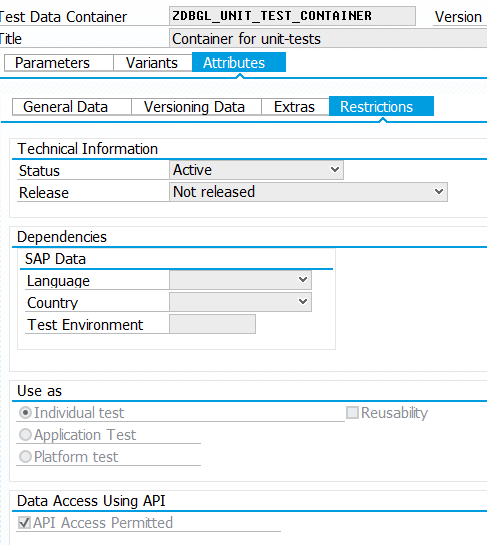 Test Data Container ZDBGL_UNIT_TEST_CONTAINER Version
Title Container for unit-tests
Parameters Variants Attributes
General Data Versioning Data Extras Restrictions
Technical Information
Status Active
Release Not released
Dependencies
SAP Data
Language
Country
Test Environment
Use as
Individual test Reusability
Application Test
Platform test
Data Access Using API
API Access Permitted